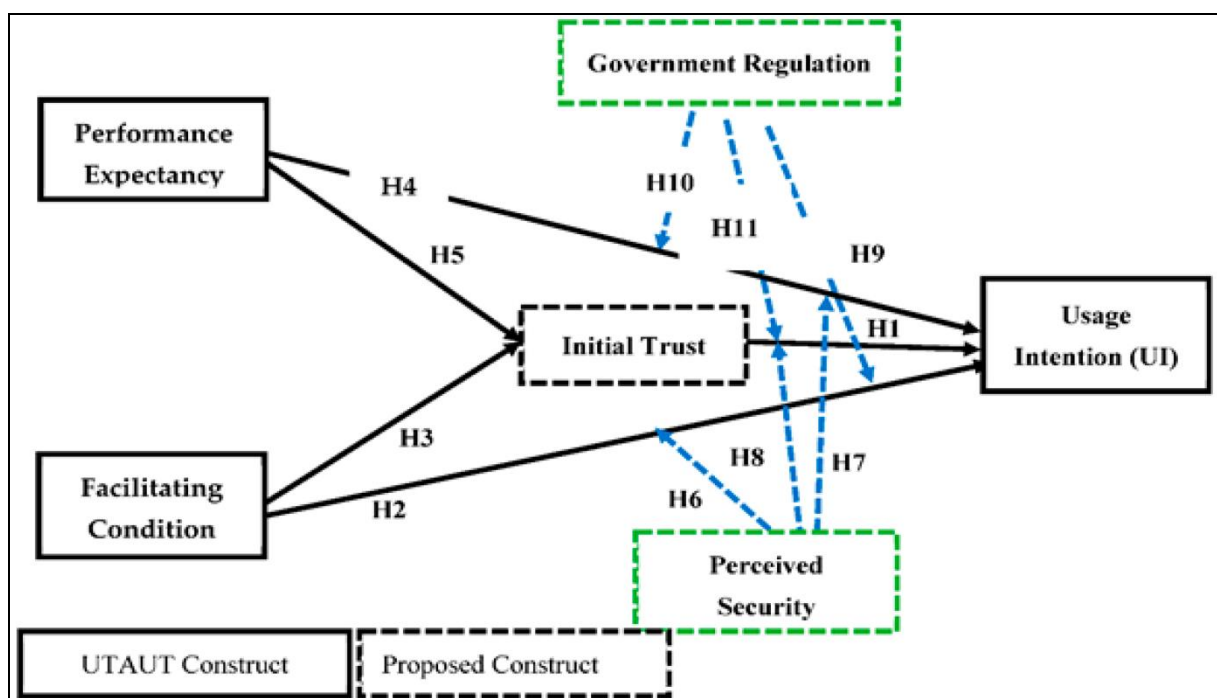 Government Regulation
Performance
Expectancy
H4
H10
H11
H5
H9
Initial Trust
H1
Usage
Intention (UI)
H3
Facilitating
Condition
H2
H8
H7
H6
Perceived
Security
UTAUT Construct
Proposed Construct